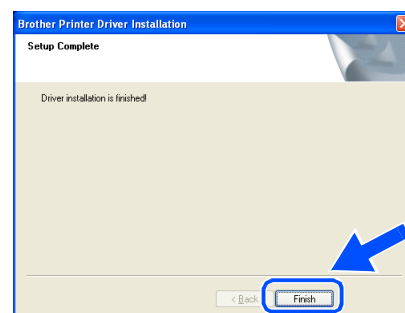 Brother Printer Driver Installation
Setup Complete
Driver installation is finished!
< Back Finish